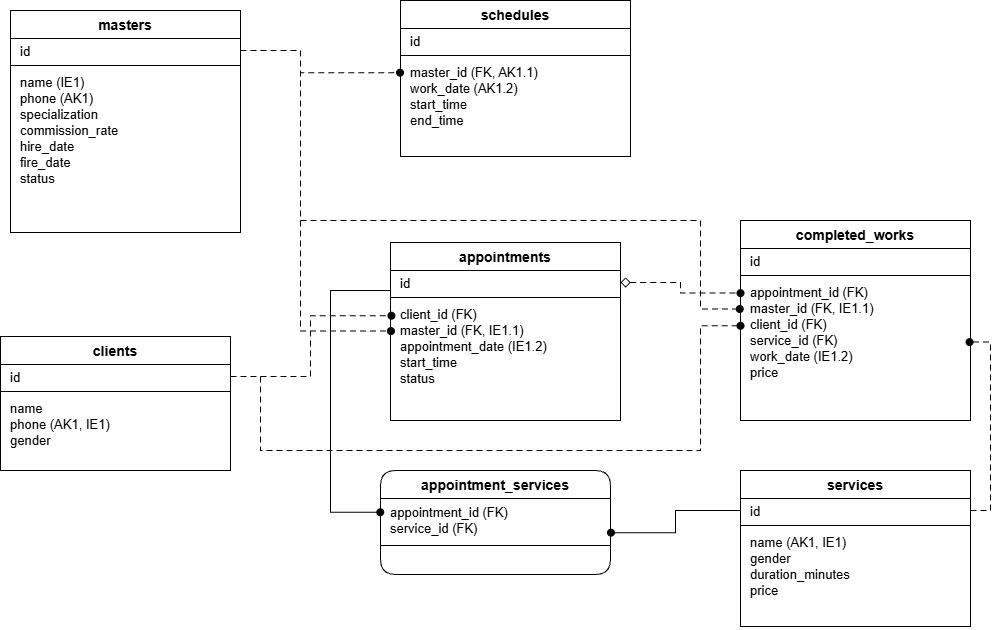 masters
id
name (IE1)
phone (AK1)
specialization
commission_rate
hire_date
fire_date
status
schedules
id
master_id (FK, AK1.1)
work_date (AK1.2)
start_time
end_time
appointments
id
client_id (FK)
master_id (FK, IE1.1)
appointment_date (IE1.2)
start_time
status
completed_works
id
appointment_id (FK)
master_id (FK, IE1.1)
client_id (FK)
service_id (FK)
work_date (IE1.2)
price
clients
id
name
phone (AK1, IE1)
gender
appointment_services
appointment_id (FK)
service_id (FK)
services
id
name (AK1, IE1)
gender
duration_minutes
price